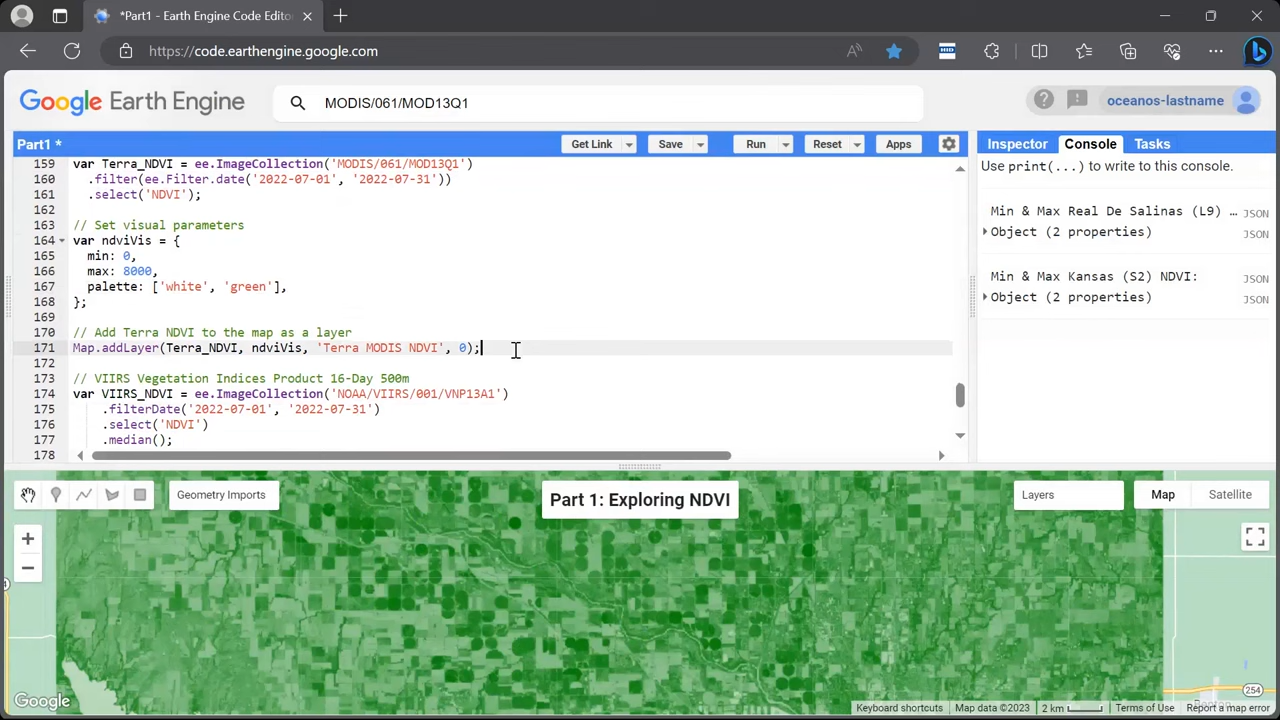 *Part1 - Earth Engine Code Edito
https://code.earthengine.google.com
Google Earth Engine
MODIS/061/MOD13Q1
oceanos-lastname
Part1 *
Get Link
Save
Run
Reset
Apps
Inspector
Console
Tasks
159 var Terra_NDVI = ee.ImageCollection('MODIS/061/MOD13Q1')
160 .filter(ee.Filter.date('2022-07-01', '2022-07-31'))
161 .select('NDVI');
162
163 // Set visual parameters
164 var ndviVis = {
165 min: 0,
166 max: 8000,
167 palette: ['white', 'green'],
168 };
169
170 // Add Terra NDVI to the map as a layer
171 Map.addLayer(Terra_NDVI, ndviVis, 'Terra MODIS NDVI', 0);
172
173 // VIIRS Vegetation Indices Product 16-Day 500m
174 var VIIRS_NDVI = ee.ImageCollection('NOAA/VIIRS/001/VNP13A1')
175 .filterDate('2022-07-01', '2022-07-31')
176 .select('NDVI')
177 .median();
178
Use print(...) to write to this console.
Min & Max Real De Salinas (L9) …
JSON
Object (2 properties)
JSON
Min & Max Kansas (S2) NDVI:
JSON
Object (2 properties)
JSON
Geometry Imports
Part 1: Exploring NDVI
Layers
Map
Satellite
254
Google
Keyboard shortcuts
Map data ©2023
2 km
Terms of Use
Report a map error